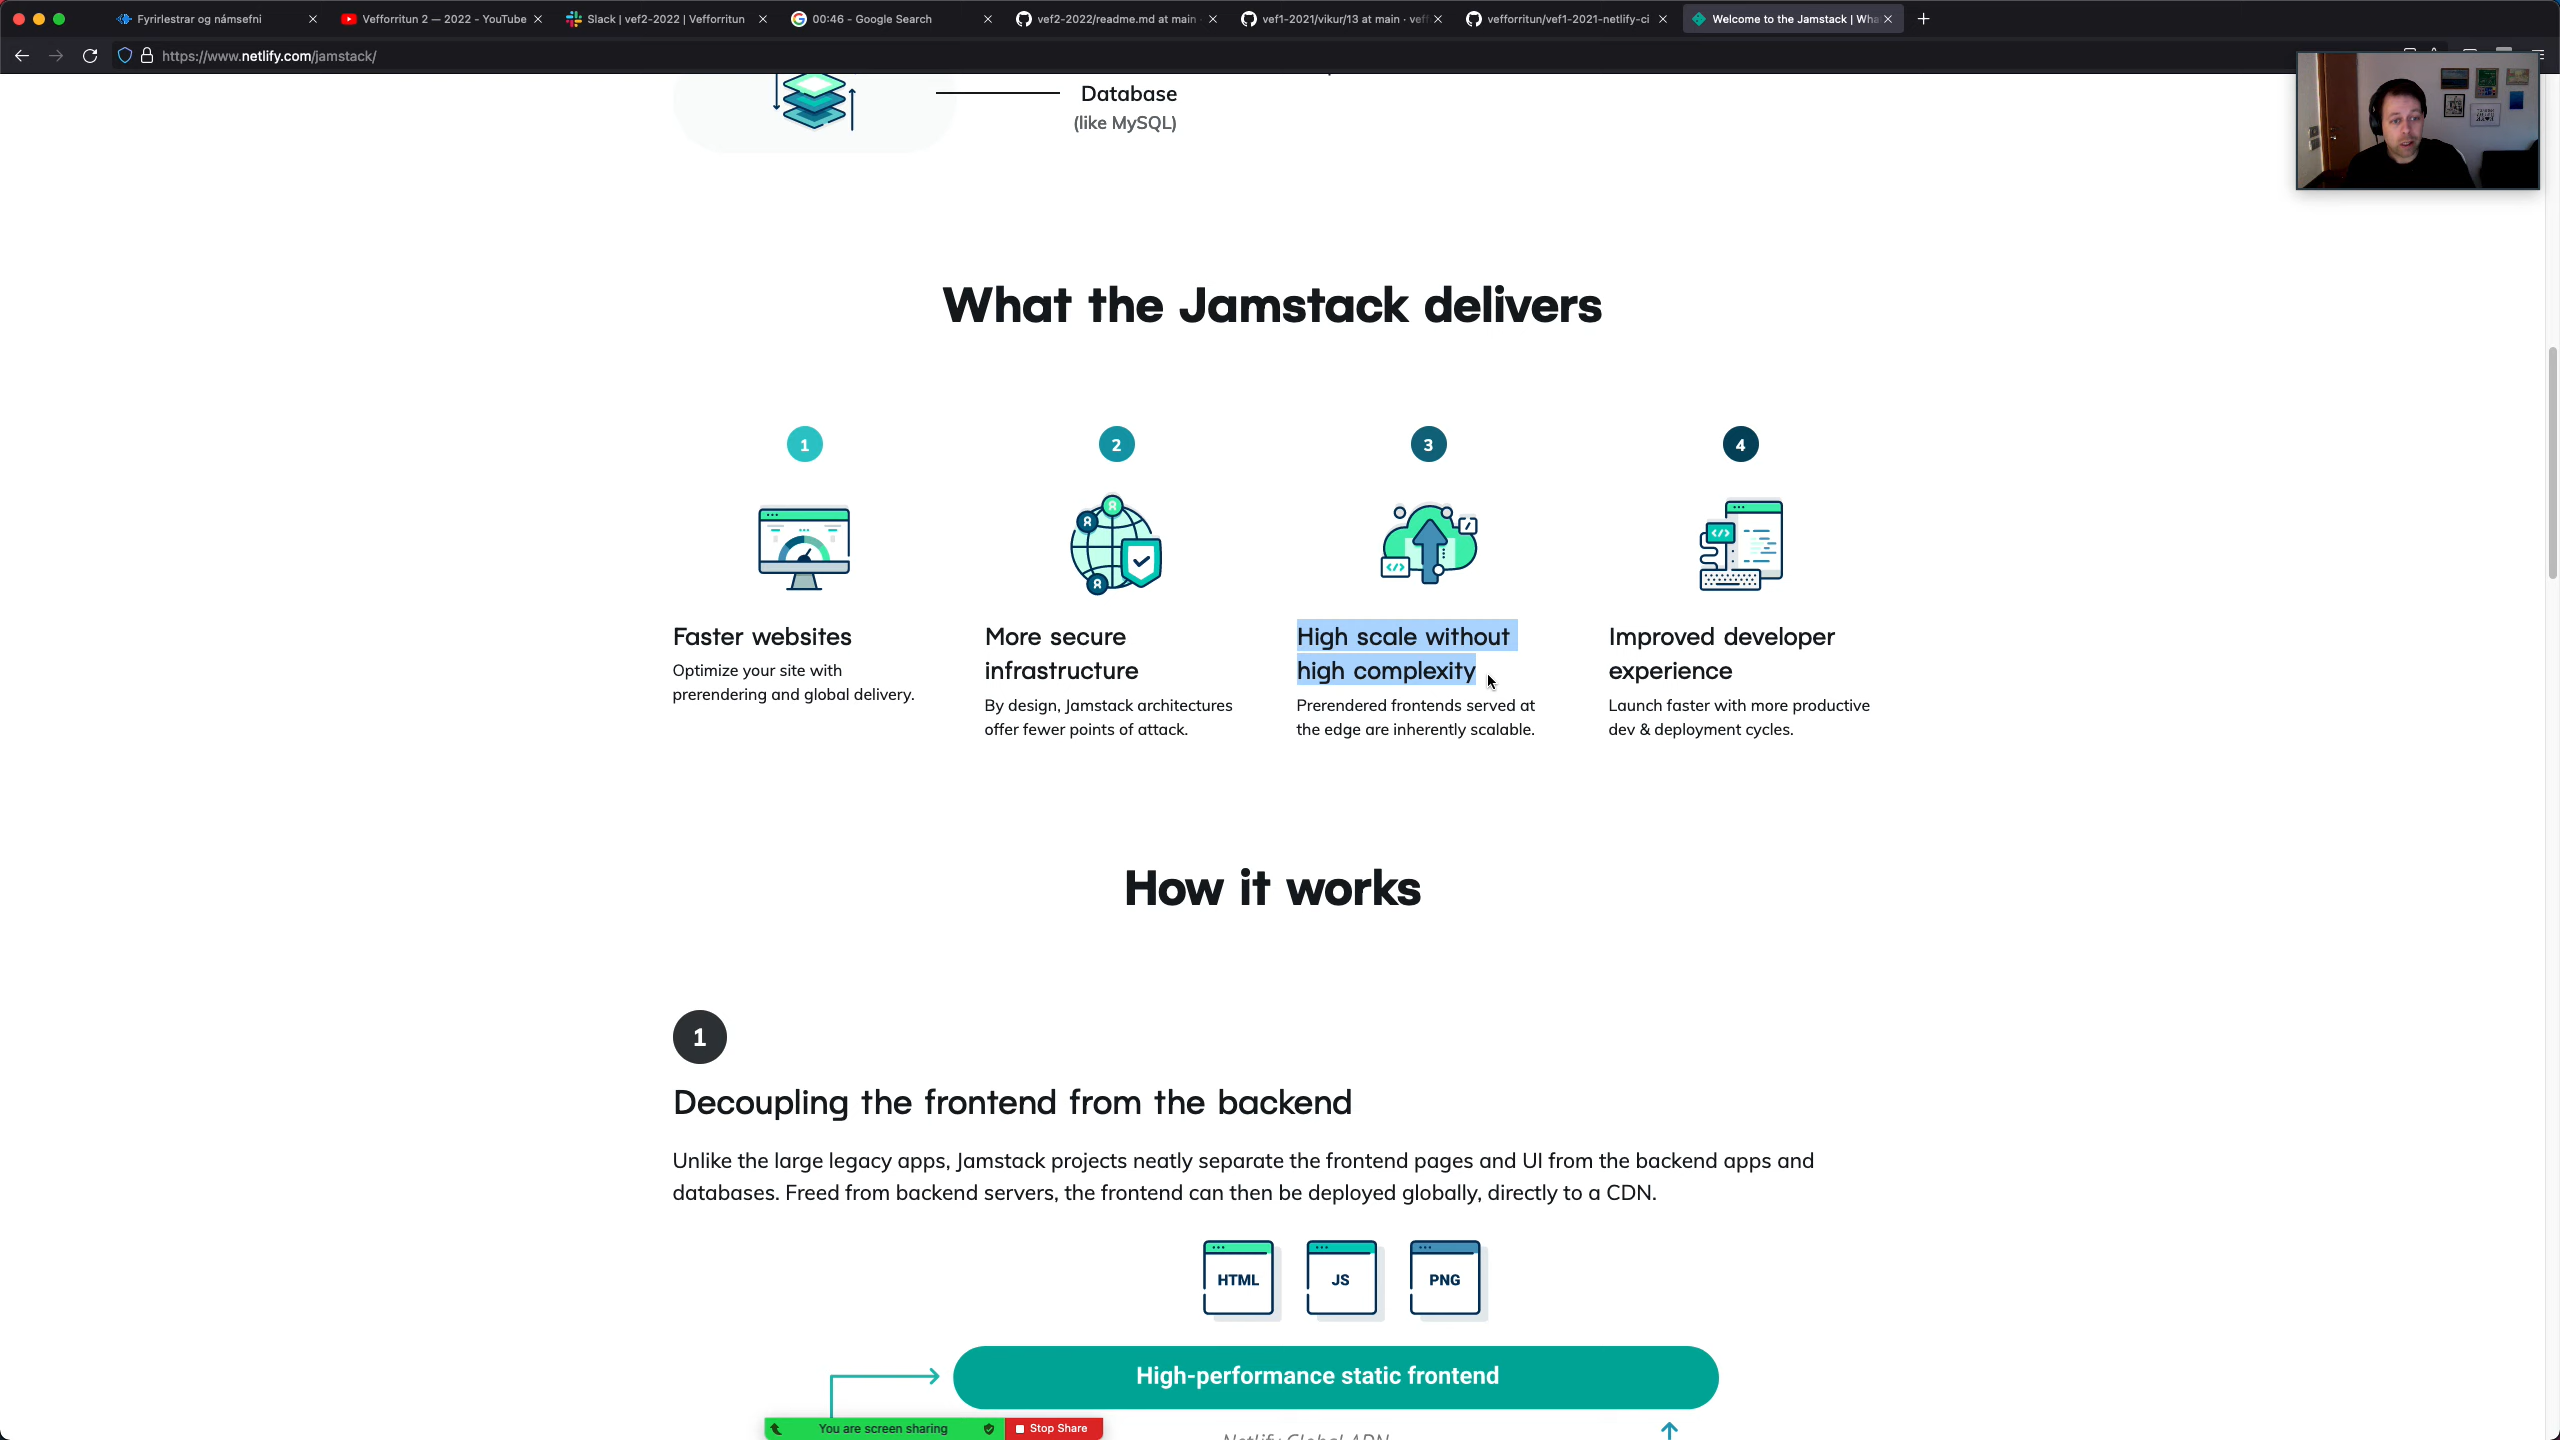 Fyrirlestrar og námsefni
Vefforritun 2 — 2022 - YouTube
Slack | vef2-2022 | Vefforritun
00:46 - Google Search
vef2-2022/readme.md at main
vef1-2021/vikur/13 at main · vef
vefforritun/vef1-2021-netlify-ci
Welcome to the Jamstack | Wha
https://www.netlify.com/jamstack/
Database
(like MySQL)
What the Jamstack delivers
1
2
3
4
Faster websites
Optimize your site with
prerendering and global delivery.
More secure
infrastructure
By design, Jamstack architectures
offer fewer points of attack.
High scale without
high complexity
Prerendered frontends served at
the edge are inherently scalable.
Improved developer
experience
Launch faster with more productive
dev & deployment cycles.
How it works
1
Decoupling the frontend from the backend
Unlike the large legacy apps, Jamstack projects neatly separate the frontend pages and UI from the backend apps and
databases. Freed from backend servers, the frontend can then be deployed globally, directly to a CDN.
HTML
JS
PNG
High-performance static frontend
You are screen sharing
Stop Share
Netlify Global ADN